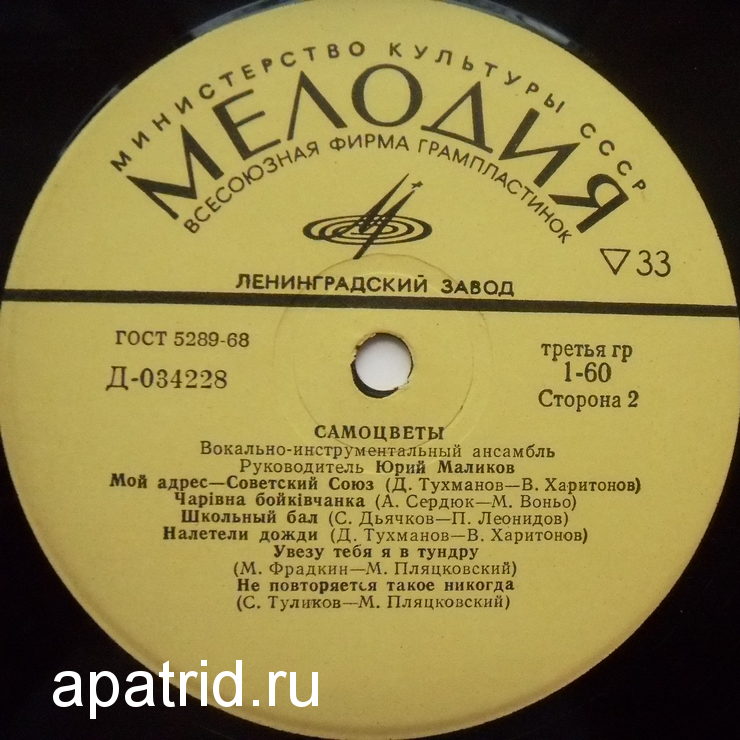 МИНИСТЕРСТВО КУЛЬТУРЫ СССР
МЕЛОДИЯ
ВСЕСОЮЗНАЯ ФИРМА ГРАМПЛАСТИНОК
▽33
ЛЕНИНГРАДСКИЙ ЗАВОД
ГОСТ 5289-68
Д-034228
третья гр
1-60
Сторона 2
САМОЦВЕТЫ
Вокально-инструментальный ансамбль
Руководитель Юрий Маликов
Мой адрес—Советский Союз (Д. Тухманов—В. Харитонов)
Чарівна бойківчанка (А. Сердюк—М. Воньо)
Школьный бал (С. Дьячков—П. Леонидов)
Налетели дожди (Д. Тухманов—В. Харитонов)
Увезу тебя я в тундру
(М. Фрадкин—М. Пляцковский)
Не повторяется такое никогда
(С. Туликов—М. Пляцковский)
apatrid.ru